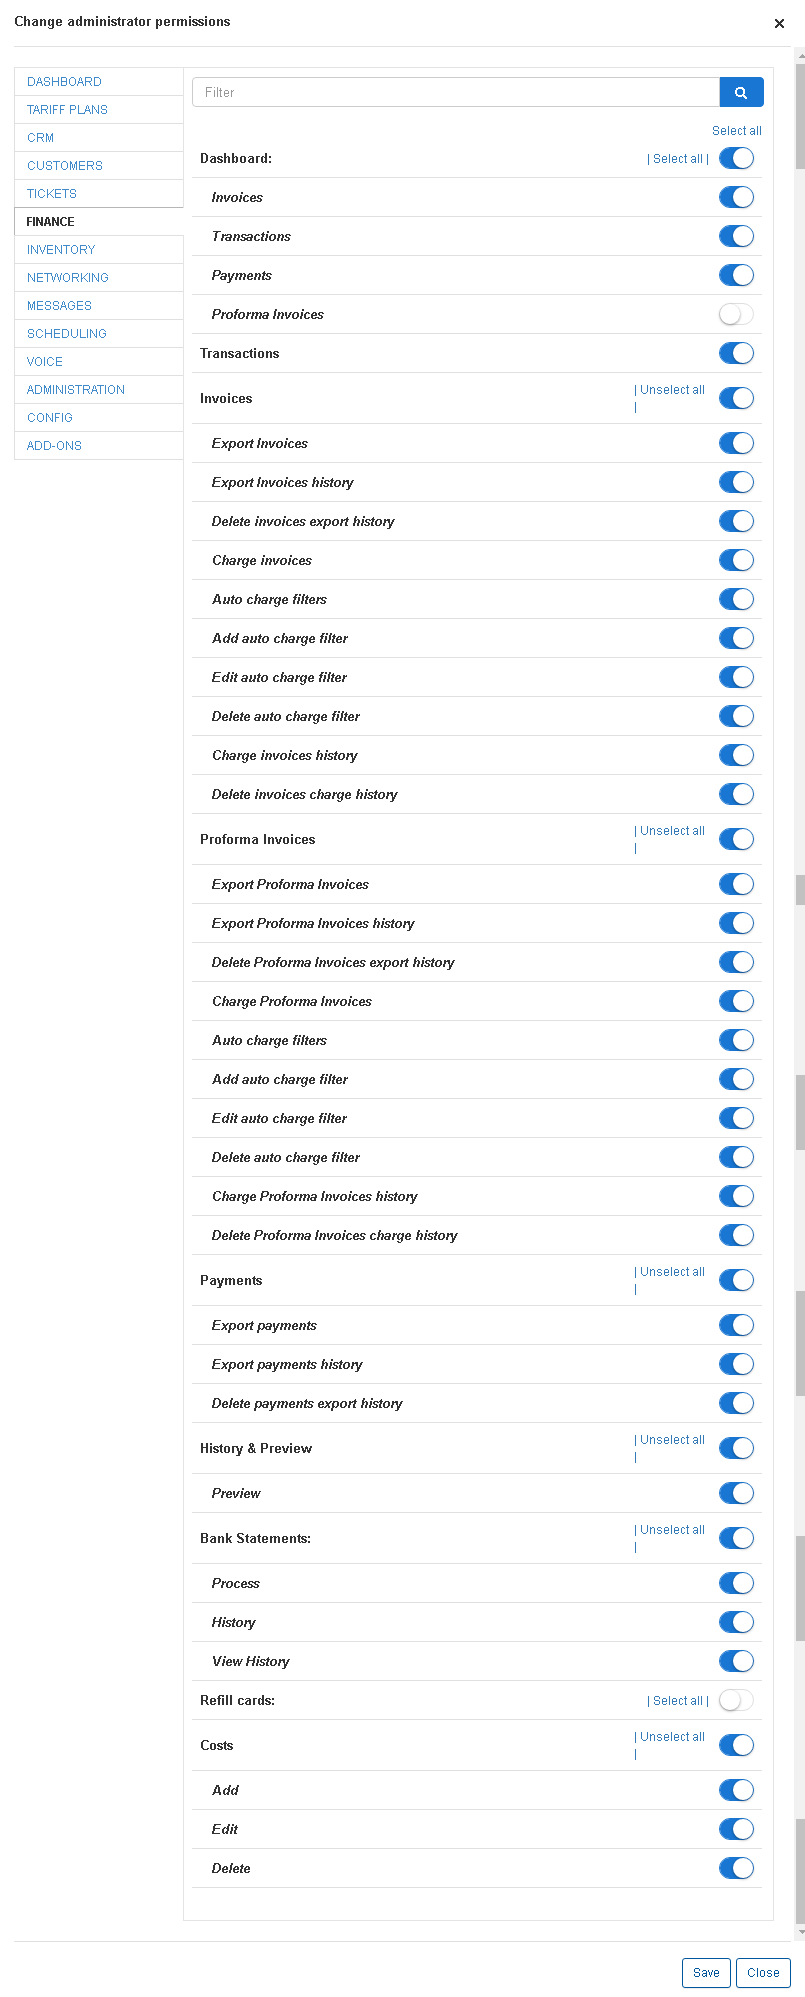 Change administrator permissions
×
DASHBOARD
TARIFF PLANS
CRM
CUSTOMERS
TICKETS
FINANCE
INVENTORY
NETWORKING
MESSAGES
SCHEDULING
VOICE
ADMINISTRATION
CONFIG
ADD-ONS
Filter
Select all
Dashboard: | Select all |
Invoices
Transactions
Payments
Proforma Invoices
Transactions
Invoices | Unselect all
|
Export Invoices
Export Invoices history
Delete invoices export history
Charge invoices
Auto charge filters
Add auto charge filter
Edit auto charge filter
Delete auto charge filter
Charge invoices history
Delete invoices charge history
Proforma Invoices | Unselect all
|
Export Proforma Invoices
Export Proforma Invoices history
Delete Proforma Invoices export history
Charge Proforma Invoices
Auto charge filters
Add auto charge filter
Edit auto charge filter
Delete auto charge filter
Charge Proforma Invoices history
Delete Proforma Invoices charge history
Payments | Unselect all
|
Export payments
Export payments history
Delete payments export history
History & Preview | Unselect all
|
Preview
Bank Statements: | Unselect all
|
Process
History
View History
Refill cards: | Select all |
Costs | Unselect all
|
Add
Edit
Delete
Save Close